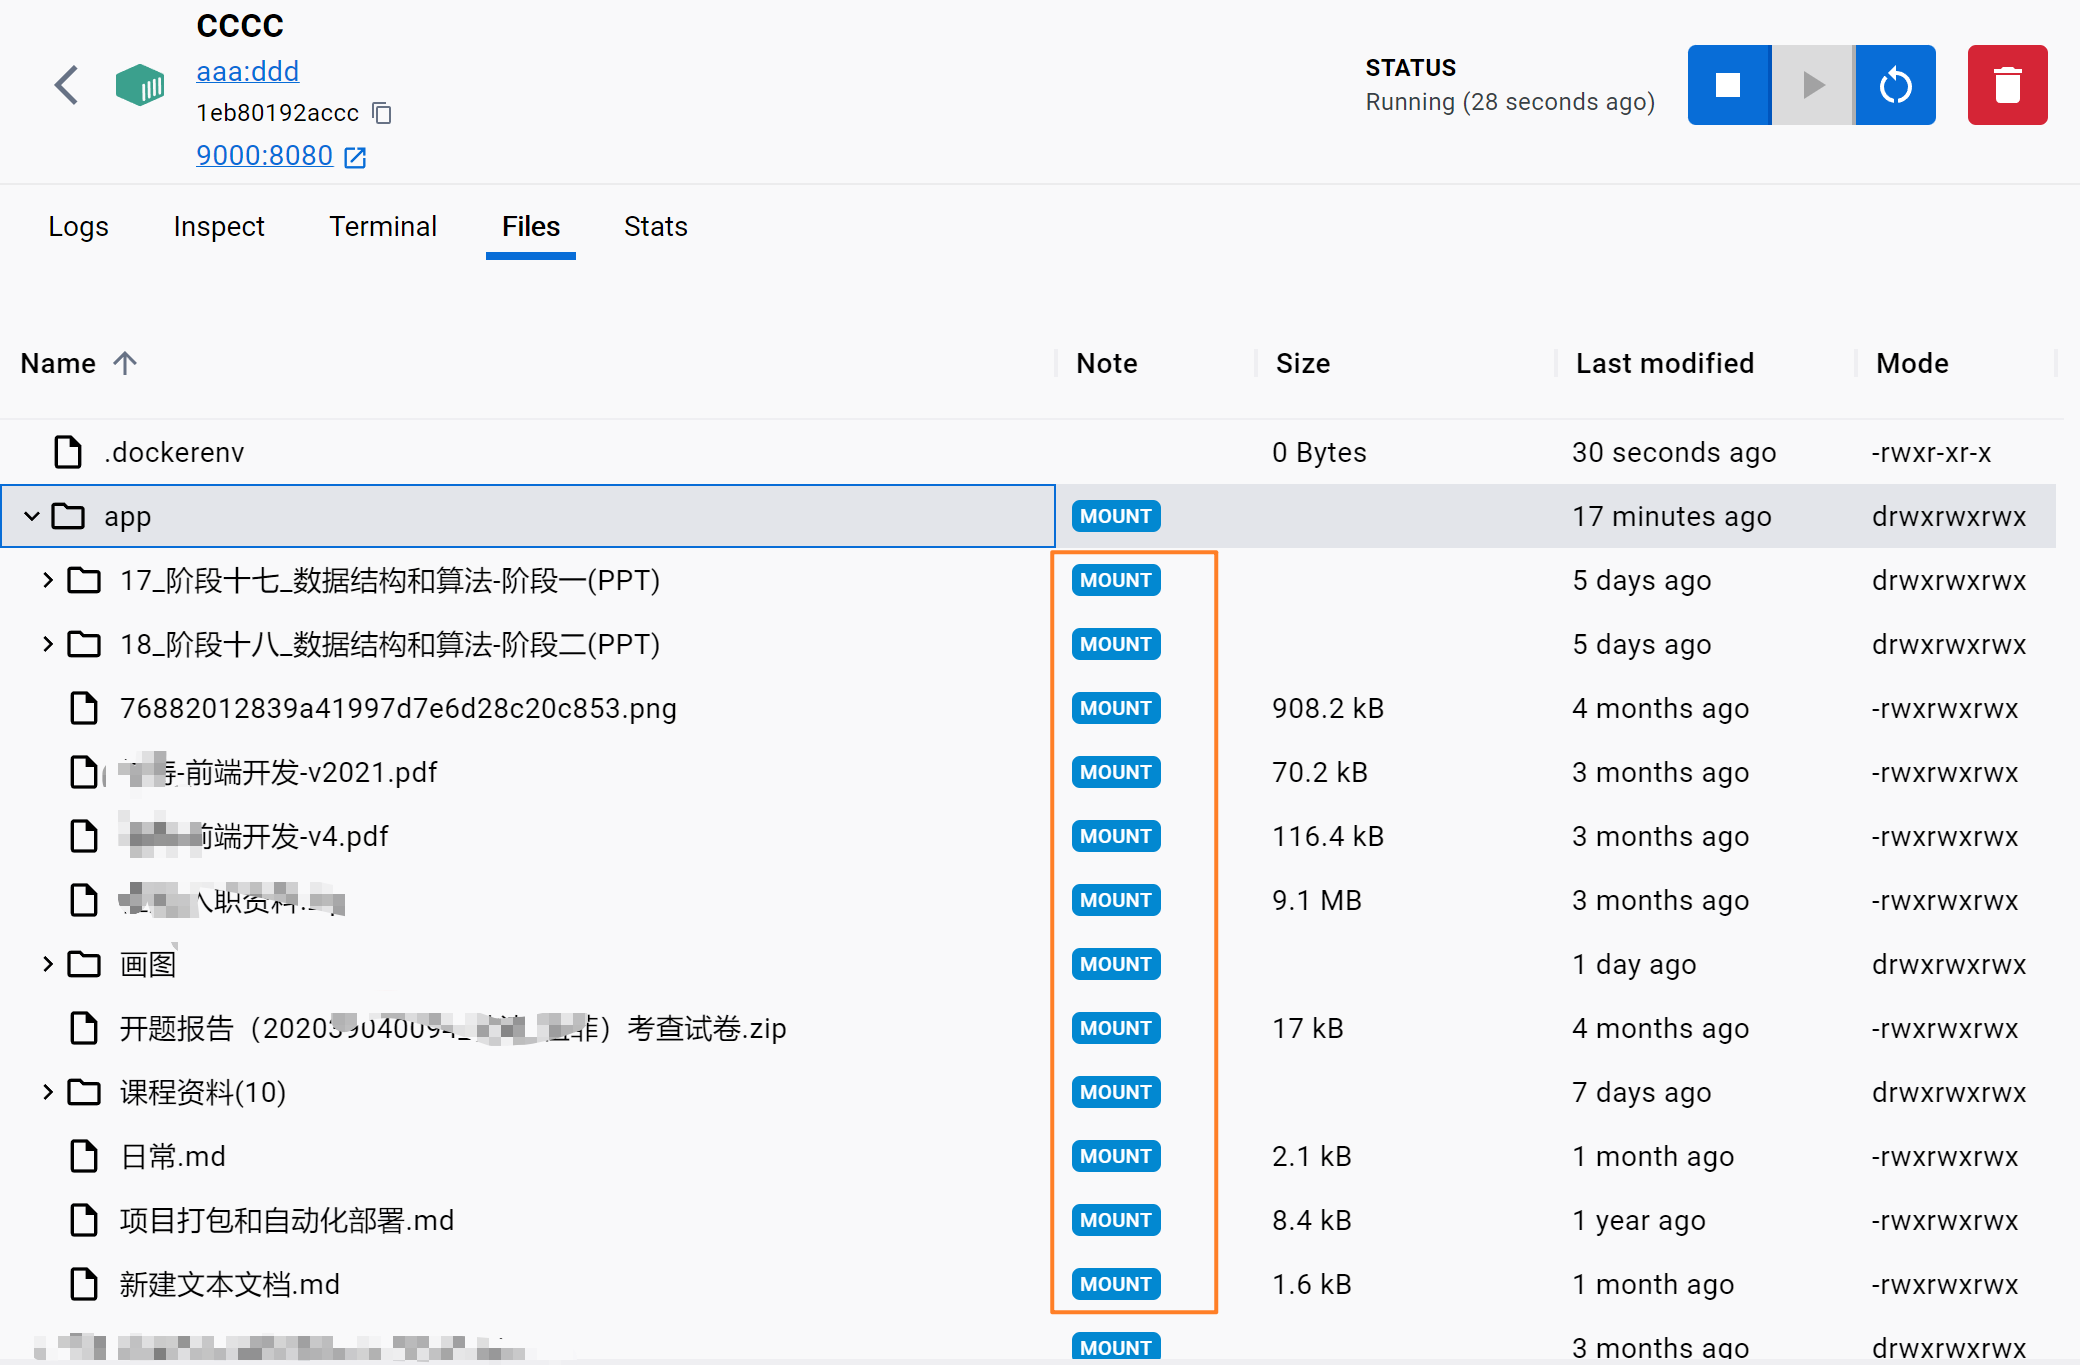 cccc
aaa:ddd
1eb80192accc
9000:8080
STATUS
Running (28 seconds ago)
Logs Inspect Terminal Files Stats
Name Note Size Last modified Mode
.dockerenv 0 Bytes 30 seconds ago -rwxr-xr-x
app MOUNT 17 minutes ago drwxrwxrwx
17_阶段十七_数据结构和算法-阶段一(PPT) MOUNT 5 days ago drwxrwxrwx
18_阶段十八_数据结构和算法-阶段二(PPT) MOUNT 5 days ago drwxrwxrwx
76882012839a41997d7e6d28c20c853.png MOUNT 908.2 kB 4 months ago -rwxrwxrwx
-前端开发-v2021.pdf MOUNT 70.2 kB 3 months ago -rwxrwxrwx
前端开发-v4.pdf MOUNT 116.4 kB 3 months ago -rwxrwxrwx
入职资料 MOUNT 9.1 MB 3 months ago -rwxrwxrwx
画图 MOUNT 1 day ago drwxrwxrwx
开题报告（ ）考查试卷.zip MOUNT 17 kB 4 months ago -rwxrwxrwx
课程资料(10) MOUNT 7 days ago drwxrwxrwx
日常.md MOUNT 2.1 kB 1 month ago -rwxrwxrwx
项目打包和自动化部署.md MOUNT 8.4 kB 1 year ago -rwxrwxrwx
新建文本文档.md MOUNT 1.6 kB 1 month ago -rwxrwxrwx
MOUNT 3 months ago drwxrwxrwx